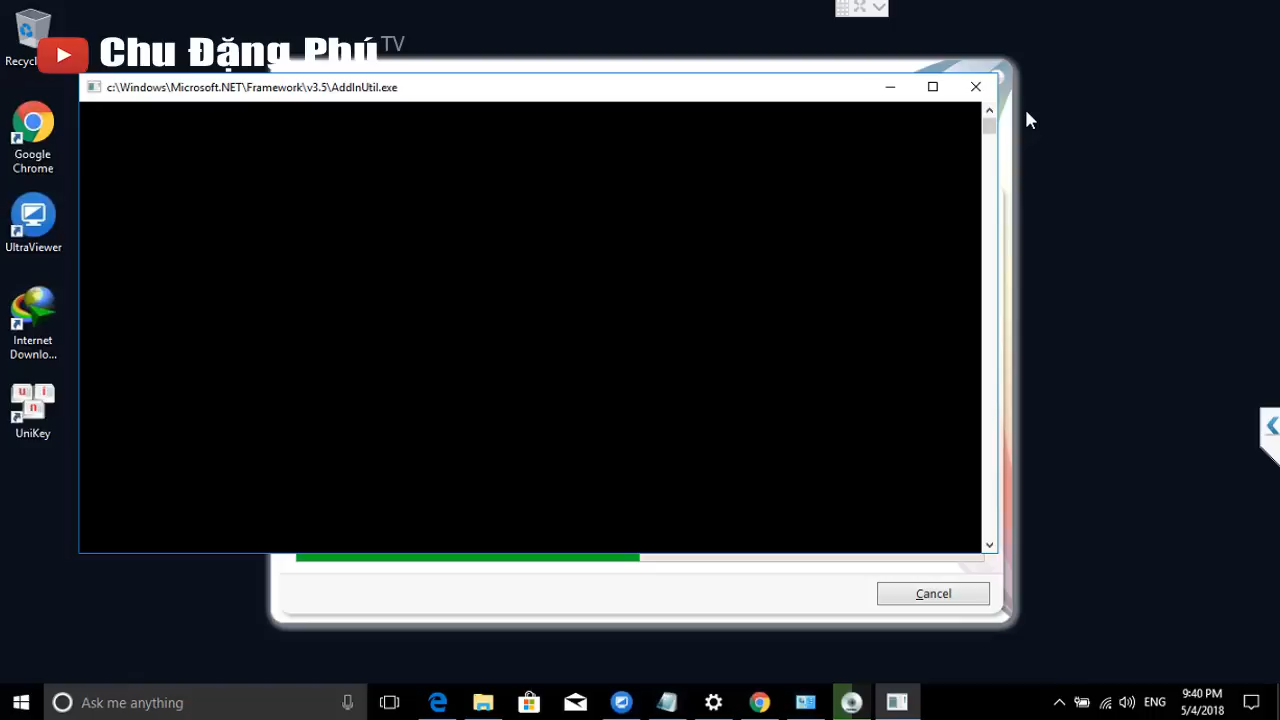 Recycl
Chu Đặng Phú TV
c:\Windows\Microsoft.NET\Framework\v3.5\AddInUtil.exe
Google
Chrome
UltraViewer
Internet
Downlo...
u i
n
UniKey
Cancel
Ask me anything
ENG
9:40 PM
5/4/2018